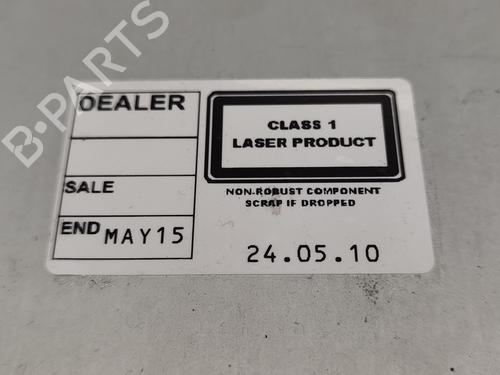 B-PARTS
DEALER
SALE
END MAY15
CLASS 1
LASER PRODUCT
NON-ROBUST COMPONENT
SCRAP IF DROPPED
24.05.10